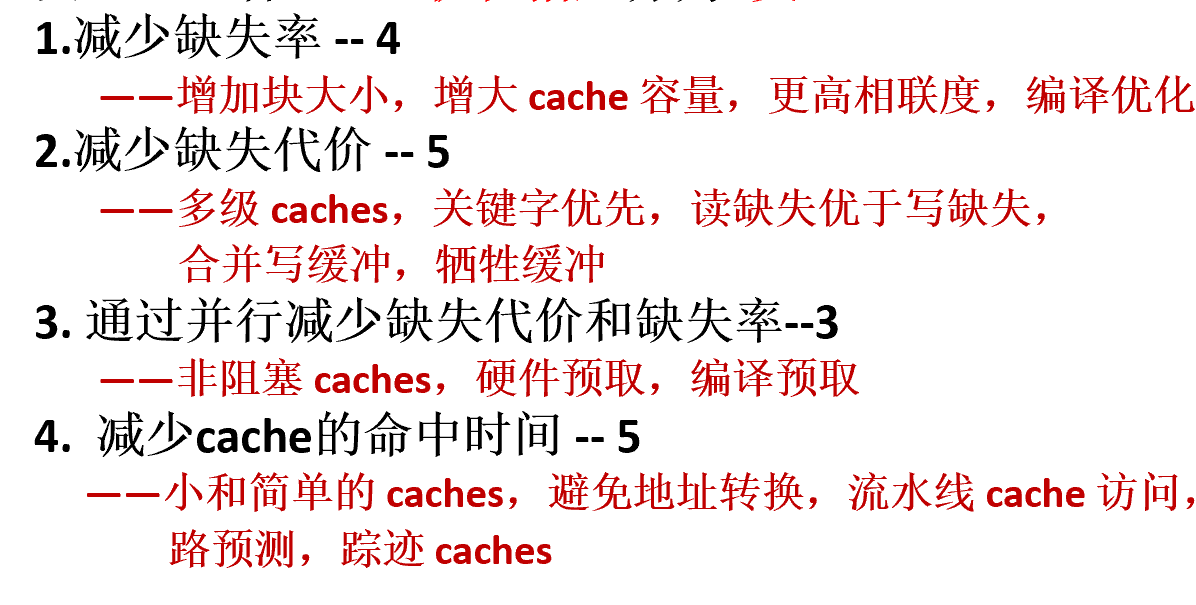 1.减少缺失率 -- 4
——增加块大小，增大 cache 容量，更高相联度，编译优化
2.减少缺失代价 -- 5
——多级 caches，关键字优先，读缺失优于写缺失，
合并写缓冲，牺牲缓冲
3. 通过并行减少缺失代价和缺失率--3
——非阻塞 caches，硬件预取，编译预取
4. 减少cache的命中时间 -- 5
——小和简单的 caches，避免地址转换，流水线 cache 访问，
路预测，踪迹 caches